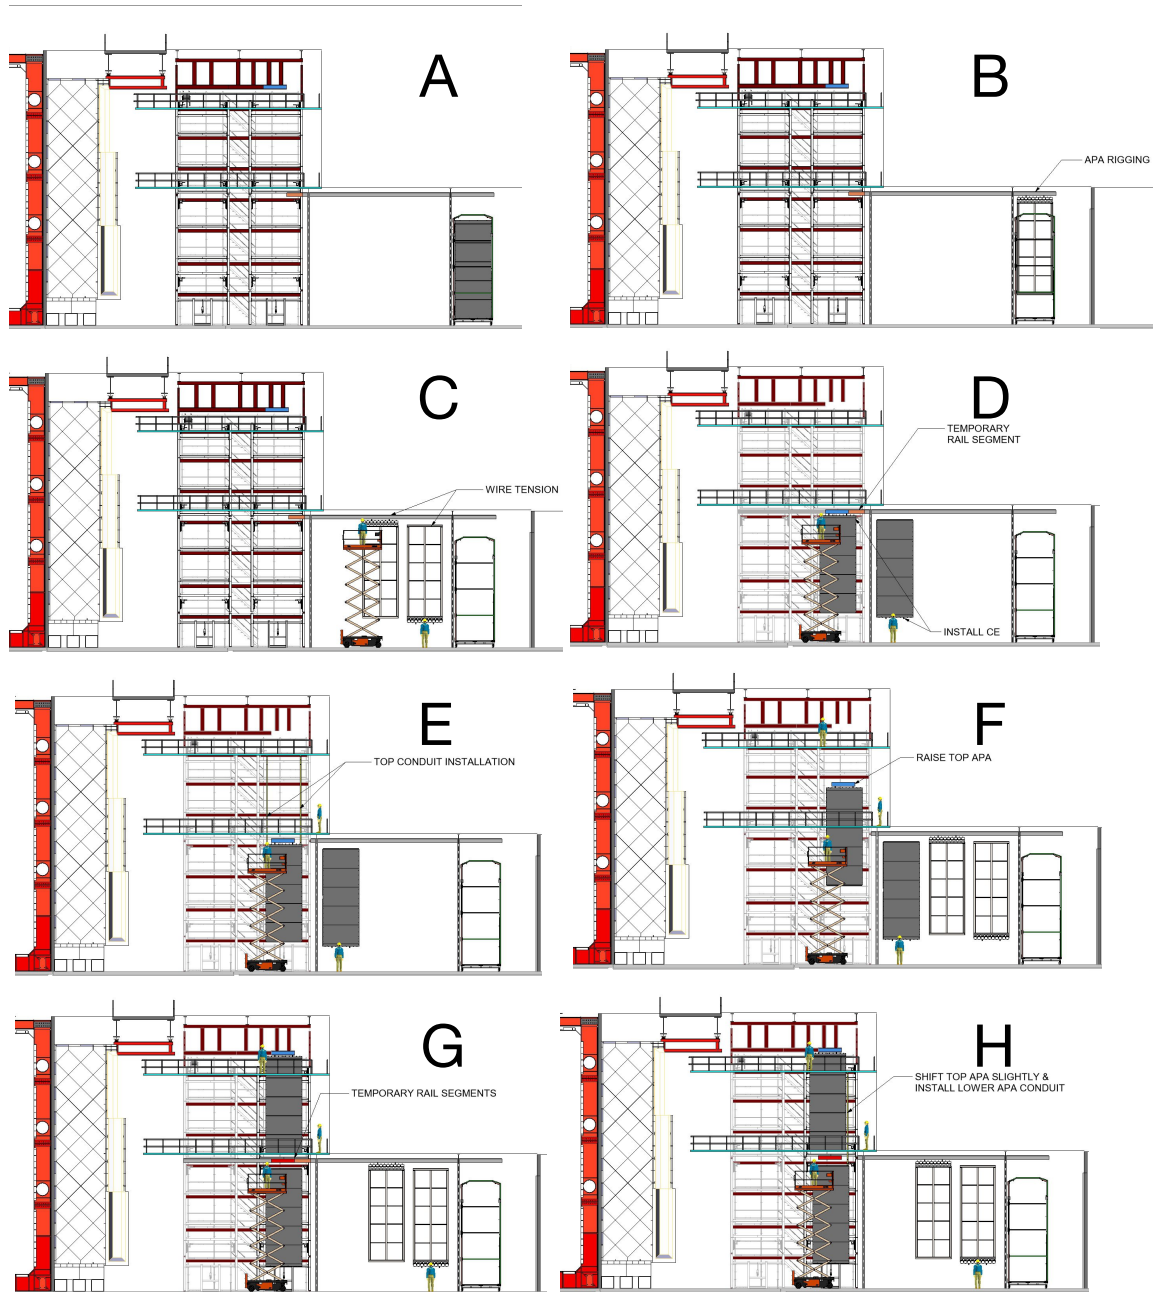 A
B
APA RIGGING
C
WIRE TENSION
D
TEMPORARY
RAIL SEGMENT
INSTALL CE
E
TOP CONDUIT INSTALLATION
F
RAISE TOP APA
G
TEMPORARY RAIL SEGMENTS
H
SHIFT TOP APA SLIGHTLY &
INSTALL LOWER APA CONDUIT